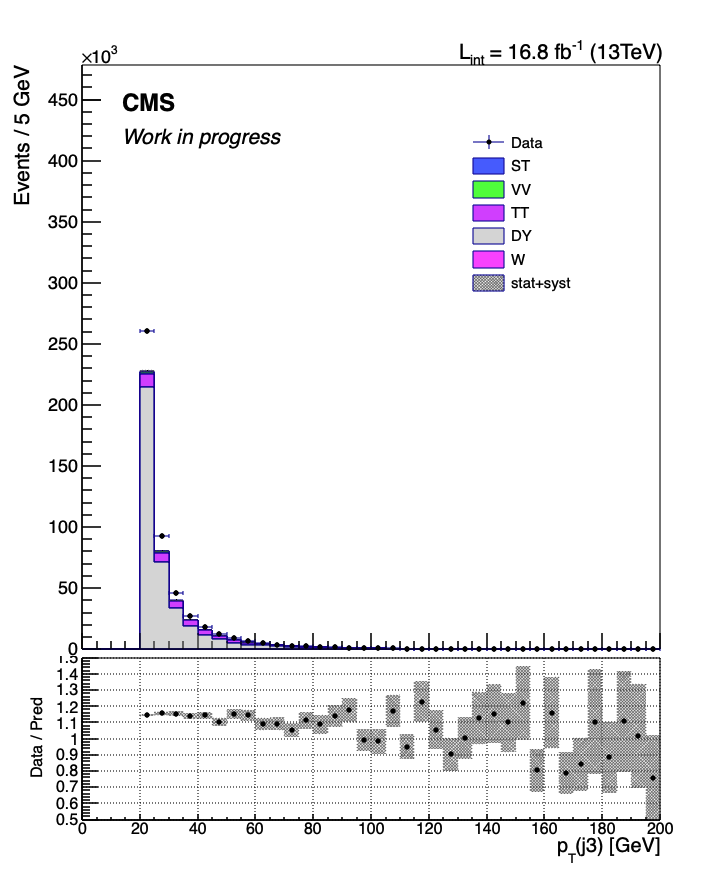 ×10³
L_int = 16.8 fb⁻¹ (13TeV)
Events / 5 GeV
CMS
Work in progress
Data
ST
VV
TT
DY
W
stat+syst
450
400
350
300
250
200
150
100
50
0
Data / Pred
1.5
1.4
1.3
1.2
1.1
1
0.9
0.8
0.7
0.6
0.5
0 20 40 60 80 100 120 140 160 180 200
p_T(j3) [GeV]